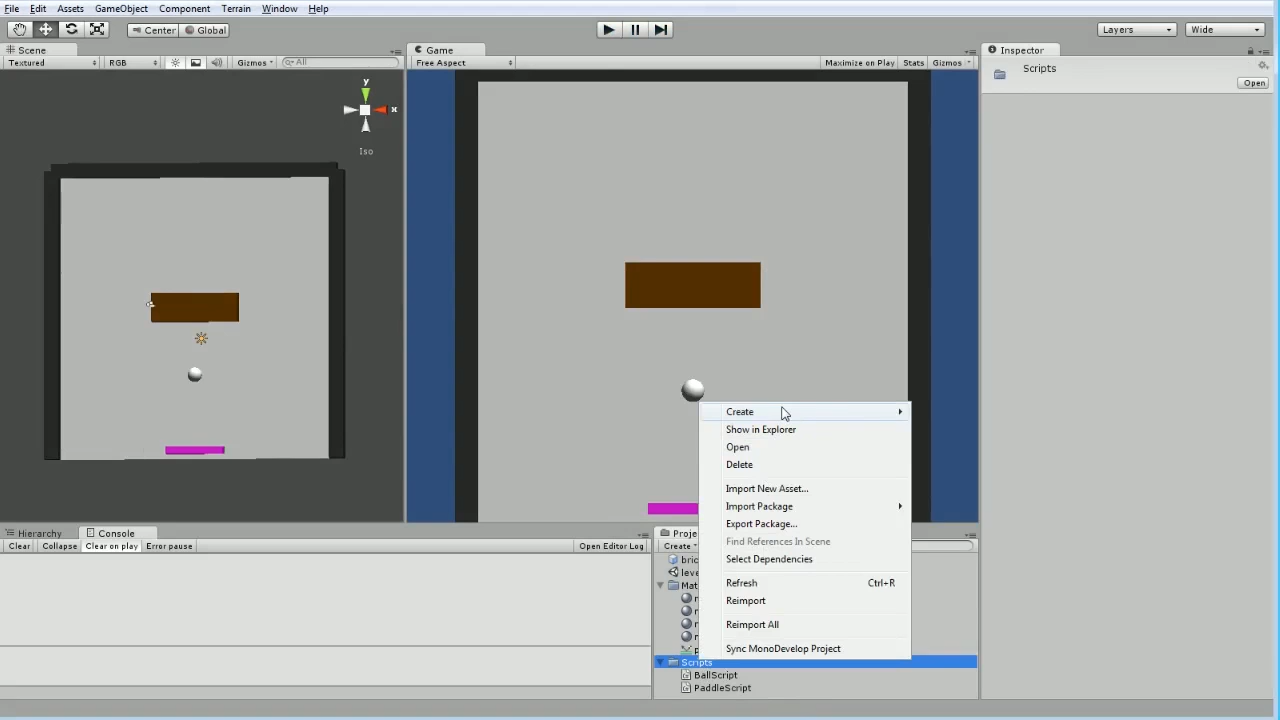 File Edit Assets GameObject Component Terrain Window Help
Center Global Layers Wide
Scene Game Inspector
Textured RGB Gizmos All Free Aspect Maximize on Play Stats Gizmos
Scripts
Open
y
x
Iso
Create
Show in Explorer
Open
Delete
Import New Asset...
Import Package
Export Package...
Find References In Scene
Select Dependencies
Refresh Ctrl+R
Reimport
Reimport All
Sync MonoDevelop Project
Hierarchy Console
Clear Collapse Clear on play Error pause Open Editor Log Create
Scripts
BallScript
PaddleScript